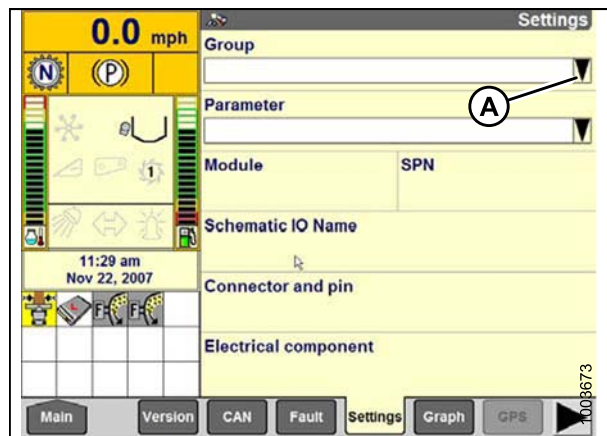 0.0 mph
Settings
Group
N
(P)
A
Parameter
1
Module
SPN
Schematic IO Name
11:29 am
Nov 22, 2007
Connector and pin
F
F
Electrical component
Main
Version
CAN
Fault
Settings
Graph
GPS
1003673